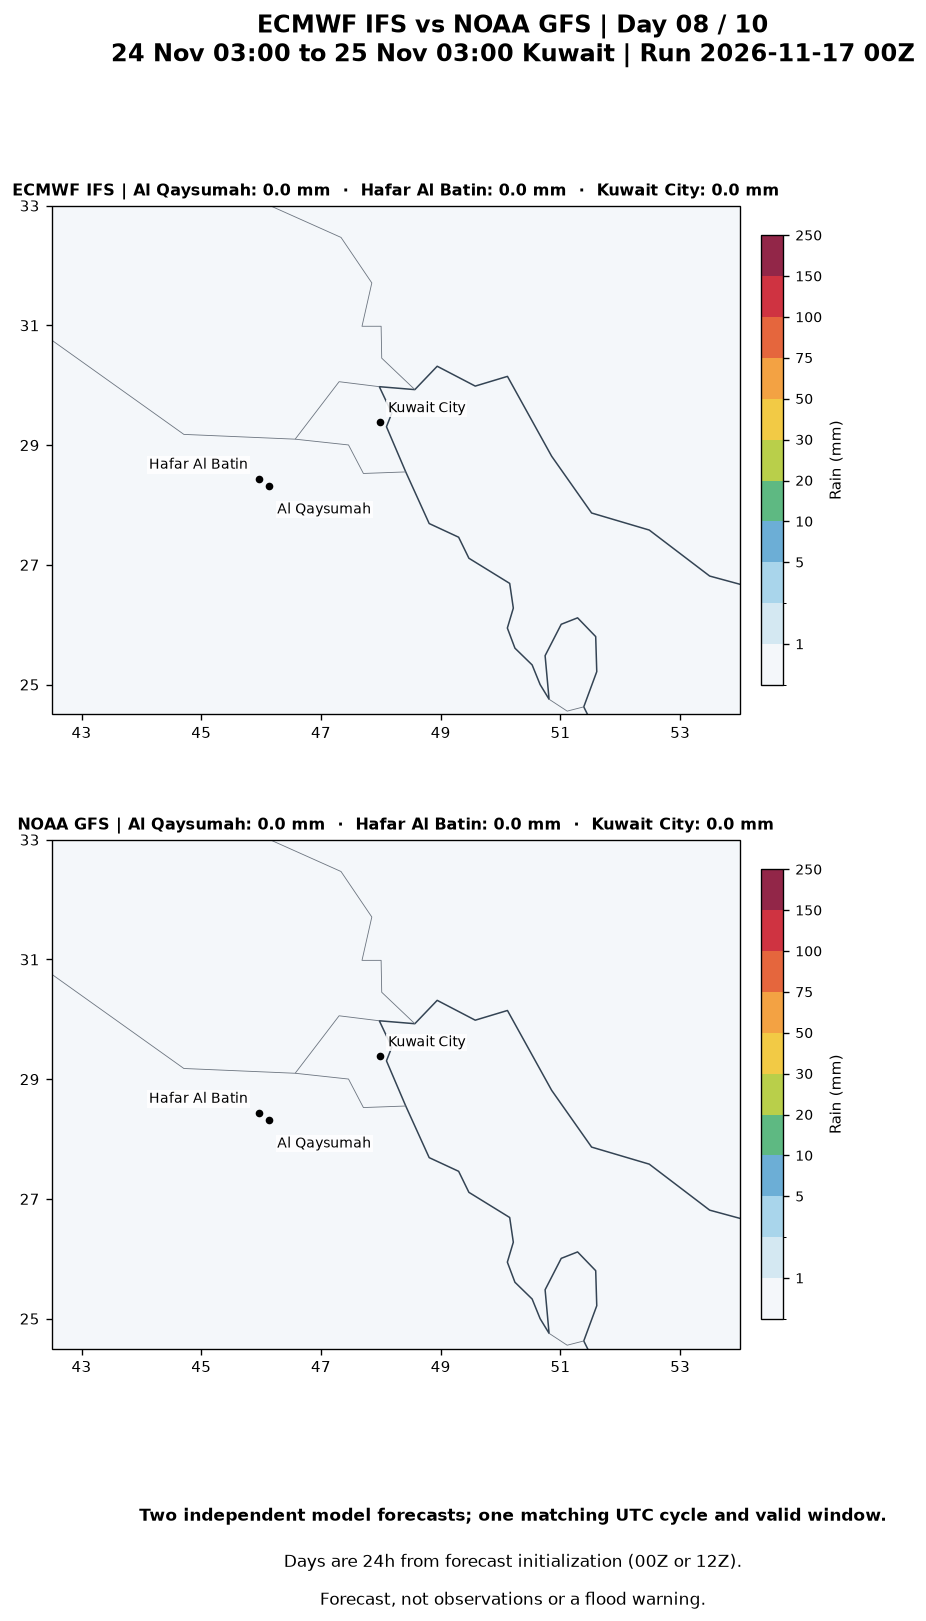 ECMWF IFS vs NOAA GFS | Day 08 / 10
24 Nov 03:00 to 25 Nov 03:00 Kuwait | Run 2026-11-17 00Z
ECMWF IFS | Al Qaysumah: 0.0 mm · Hafar Al Batin: 0.0 mm · Kuwait City: 0.0 mm
33
31
29
27
25
Kuwait City
Hafar Al Batin
Al Qaysumah
43 45 47 49 51 53
250
150
100
75
50
30
20
10
5
1
Rain (mm)
NOAA GFS | Al Qaysumah: 0.0 mm · Hafar Al Batin: 0.0 mm · Kuwait City: 0.0 mm
33
31
29
27
25
Kuwait City
Hafar Al Batin
Al Qaysumah
43 45 47 49 51 53
250
150
100
75
50
30
20
10
5
1
Rain (mm)
Two independent model forecasts; one matching UTC cycle and valid window.
Days are 24h from forecast initialization (00Z or 12Z).
Forecast, not observations or a flood warning.